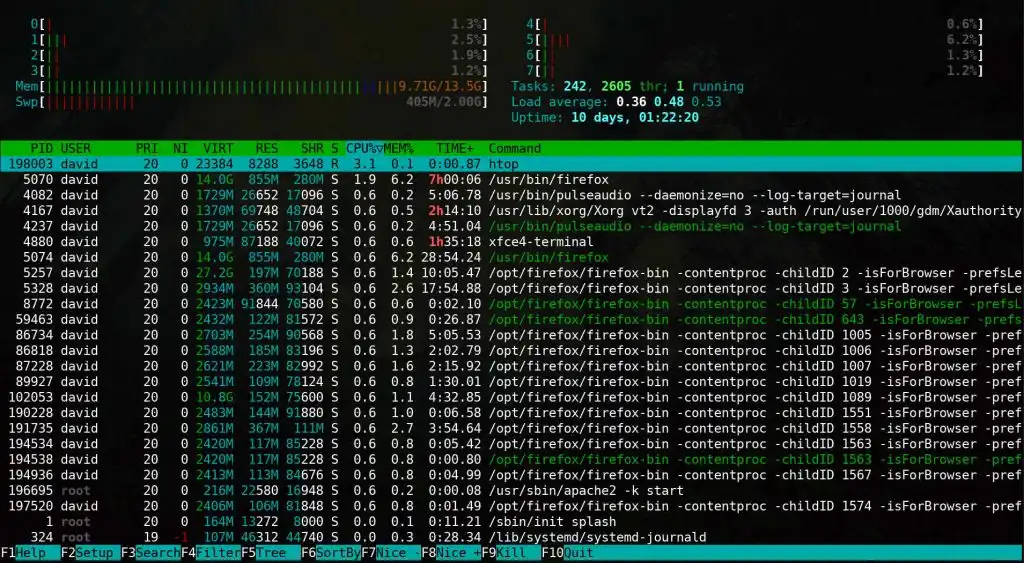 0[| 1.3%] 4[| 0.6%]
1[||| 2.5%] 5[|||| 6.2%]
2[|| 1.9%] 6[|| 1.3%]
3[|| 1.2%] 7[|| 1.2%]
Mem[||||||||||||||||||||||||||||||||||||||||||||||9.71G/13.5G] Tasks: 242, 2605 thr; 1 running
Swp[|||||||||||| 405M/2.00G] Load average: 0.36 0.48 0.53
Uptime: 10 days, 01:22:20
PID USER PRI NI VIRT RES SHR S CPU%▽MEM% TIME+ Command
198003 david 20 0 23384 8288 3648 R 3.1 0.1 0:00.87 htop
5070 david 20 0 14.0G 855M 280M S 1.9 6.2 7h00:06 /usr/bin/firefox
4082 david 20 0 1729M 26652 17096 S 0.6 0.2 5:06.78 /usr/bin/pulseaudio --daemonize=no --log-target=journal
4167 david 20 0 1370M 69748 48704 S 0.6 0.5 2h14:10 /usr/lib/xorg/Xorg vt2 -displayfd 3 -auth /run/user/1000/gdm/Xauthority
4237 david 20 0 1729M 26652 17096 S 0.6 0.2 4:51.04 /usr/bin/pulseaudio --daemonize=no --log-target=journal
4880 david 20 0 975M 87188 40072 S 0.6 0.6 1h35:18 xfce4-terminal
5074 david 20 0 14.0G 855M 280M S 0.6 6.2 28:54.24 /usr/bin/firefox
5257 david 20 0 27.2G 197M 70188 S 0.6 1.4 10:05.47 /opt/firefox/firefox-bin -contentproc -childID 2 -isForBrowser -prefsLe
5328 david 20 0 2934M 360M 93104 S 0.6 2.6 17:54.88 /opt/firefox/firefox-bin -contentproc -childID 3 -isForBrowser -prefsLe
8772 david 20 0 2423M 91844 70580 S 0.6 0.6 0:02.10 /opt/firefox/firefox-bin -contentproc -childID 57 -isForBrowser -prefsL
59463 david 20 0 2432M 122M 81572 S 0.6 0.9 0:26.87 /opt/firefox/firefox-bin -contentproc -childID 643 -isForBrowser -prefs
86734 david 20 0 2703M 254M 90568 S 0.6 1.8 5:05.53 /opt/firefox/firefox-bin -contentproc -childID 1005 -isForBrowser -pref
86818 david 20 0 2588M 185M 83196 S 0.6 1.3 2:02.79 /opt/firefox/firefox-bin -contentproc -childID 1006 -isForBrowser -pref
87228 david 20 0 2621M 223M 82992 S 0.6 1.6 2:15.92 /opt/firefox/firefox-bin -contentproc -childID 1007 -isForBrowser -pref
89927 david 20 0 2541M 109M 78124 S 0.6 0.8 1:30.01 /opt/firefox/firefox-bin -contentproc -childID 1019 -isForBrowser -pref
102053 david 20 0 10.8G 152M 75600 S 0.6 1.1 4:32.85 /opt/firefox/firefox-bin -contentproc -childID 1089 -isForBrowser -pref
190228 david 20 0 2483M 144M 91880 S 0.6 1.0 0:06.58 /opt/firefox/firefox-bin -contentproc -childID 1551 -isForBrowser -pref
191735 david 20 0 2861M 367M 111M S 0.6 2.7 3:54.64 /opt/firefox/firefox-bin -contentproc -childID 1558 -isForBrowser -pref
194534 david 20 0 2420M 117M 85228 S 0.6 0.8 0:05.42 /opt/firefox/firefox-bin -contentproc -childID 1563 -isForBrowser -pref
194538 david 20 0 2420M 117M 85228 S 0.6 0.8 0:00.80 /opt/firefox/firefox-bin -contentproc -childID 1563 -isForBrowser -pref
194936 david 20 0 2413M 113M 84676 S 0.6 0.8 0:04.99 /opt/firefox/firefox-bin -contentproc -childID 1567 -isForBrowser -pref
196695 root 20 0 216M 22580 16948 S 0.6 0.2 0:00.08 /usr/sbin/apache2 -k start
197520 david 20 0 2406M 106M 81848 S 0.6 0.8 0:01.49 /opt/firefox/firefox-bin -contentproc -childID 1574 -isForBrowser -pref
1 root 20 0 164M 13272 8000 S 0.0 0.1 0:11.21 /sbin/init splash
324 root 19 -1 107M 46312 44740 S 0.0 0.3 0:28.34 /lib/systemd/systemd-journald
F1Help F2Setup F3SearchF4FilterF5Tree F6SortByF7Nice -F8Nice +F9Kill F10Quit